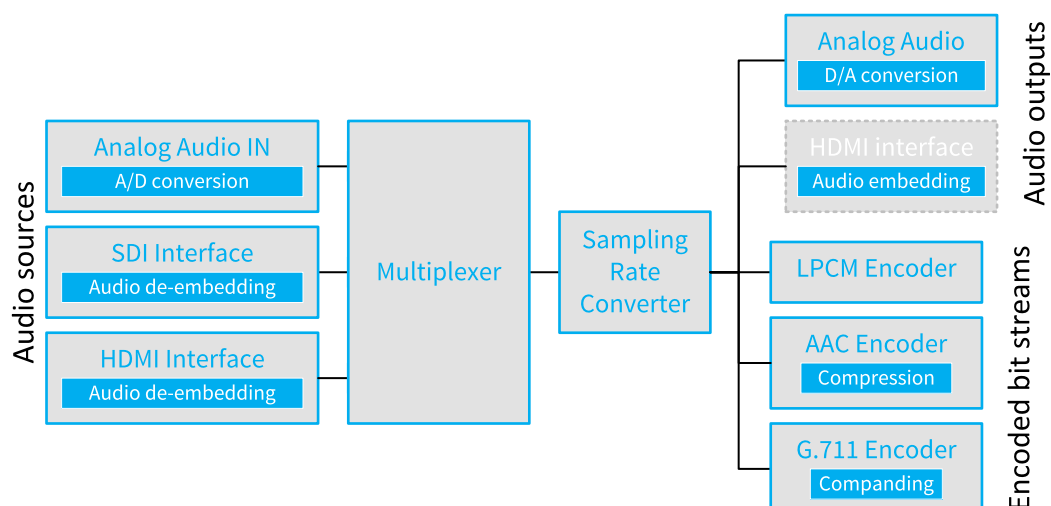 Audio sources
Analog Audio IN
A/D conversion
SDI Interface
Audio de-embedding
HDMI Interface
Audio de-embedding
Multiplexer
Sampling
Rate
Converter
Analog Audio
D/A conversion
HDMI interface
Audio embedding
Audio outputs
LPCM Encoder
AAC Encoder
Compression
G.711 Encoder
Companding
Encoded bit streams